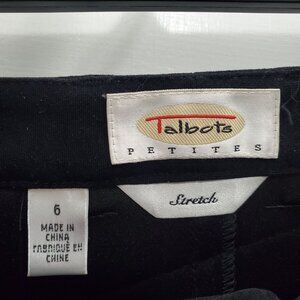 Talbots
PETITES
Stretch
6
MADE IN
CHINA
FABRIQUÉ EN
CHINE